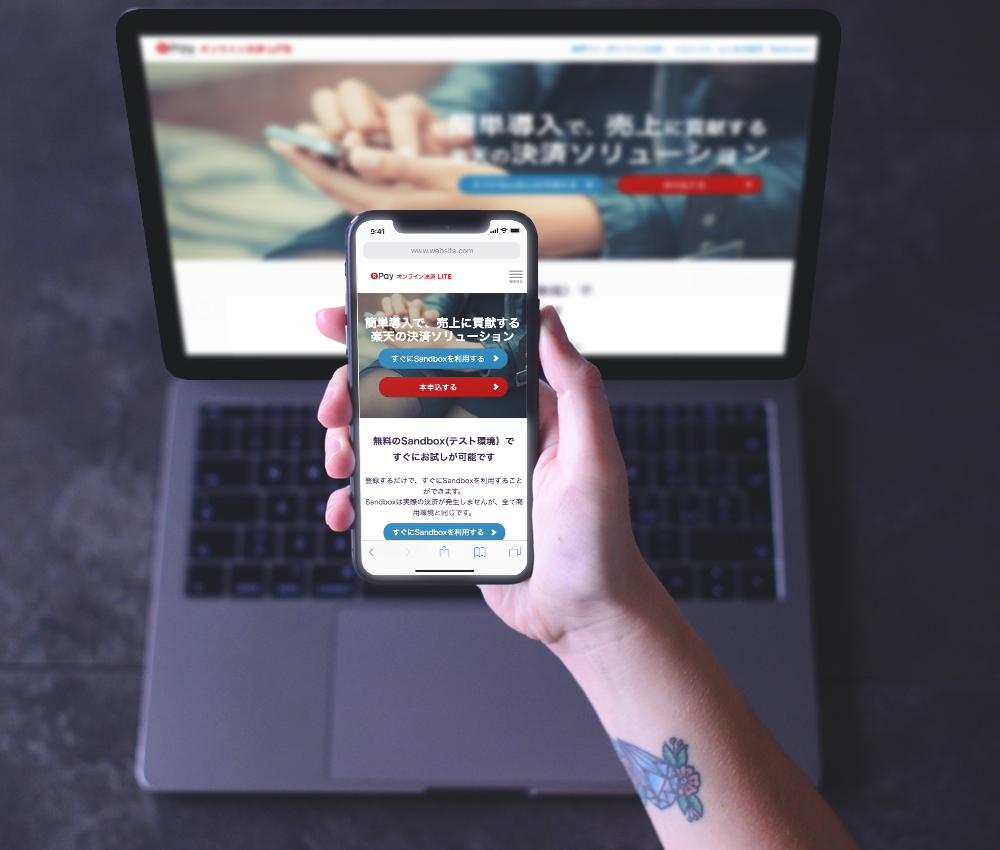 Pay オンライン決済 LITE
簡単導入で、売上に貢献する
楽天の決済ソリューション
9:41
www.website.com
R Pay オンライン決済 LITE
簡単導入で、売上に貢献する
楽天の決済ソリューション
すぐにSandboxを利用する
本申込する
無料のSandbox(テスト環境）で
すぐにお試しが可能です
登録するだけで、すぐにSandboxを利用すること
ができます。
Sandboxは実際の決済が発生しませんが、全て商
用環境と同じです。
すぐにSandboxを利用する